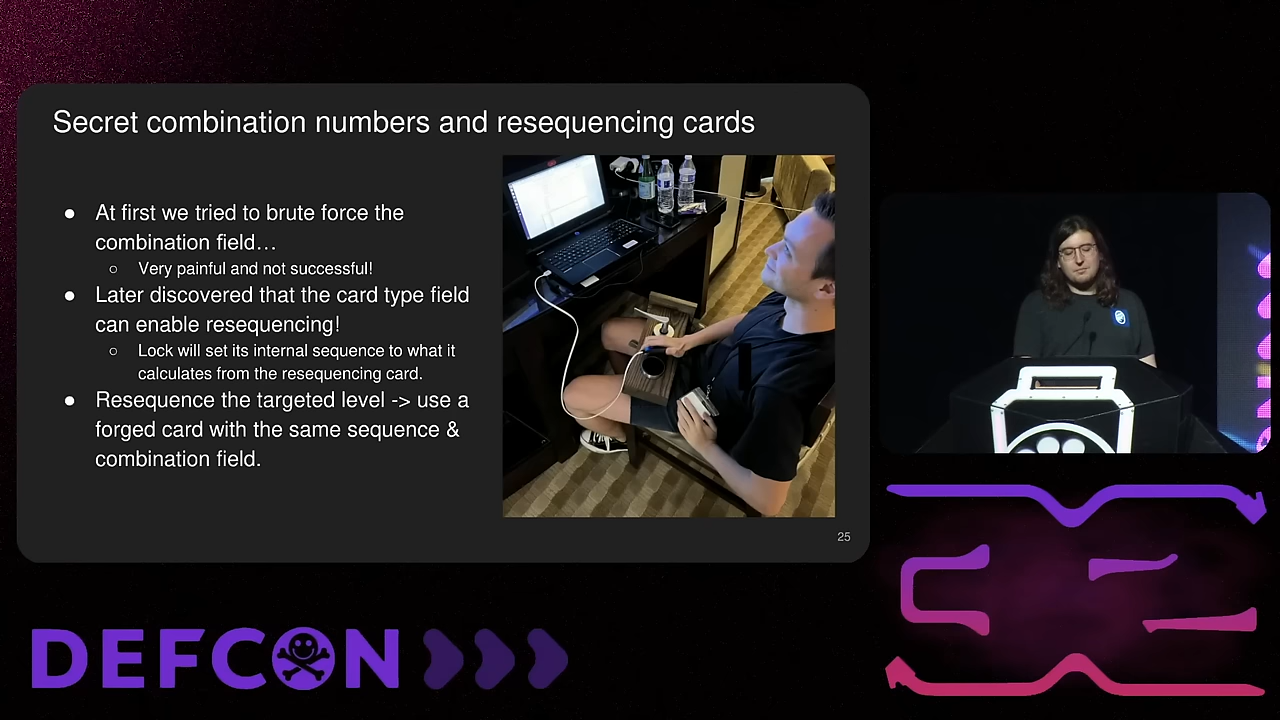 Secret combination numbers and resequencing cards
● At first we tried to brute force the
combination field…
○ Very painful and not successful!
● Later discovered that the card type field
can enable resequencing!
○ Lock will set its internal sequence to what it
calculates from the resequencing card.
● Resequence the targeted level -> use a
forged card with the same sequence &
combination field.
25
DEFCON